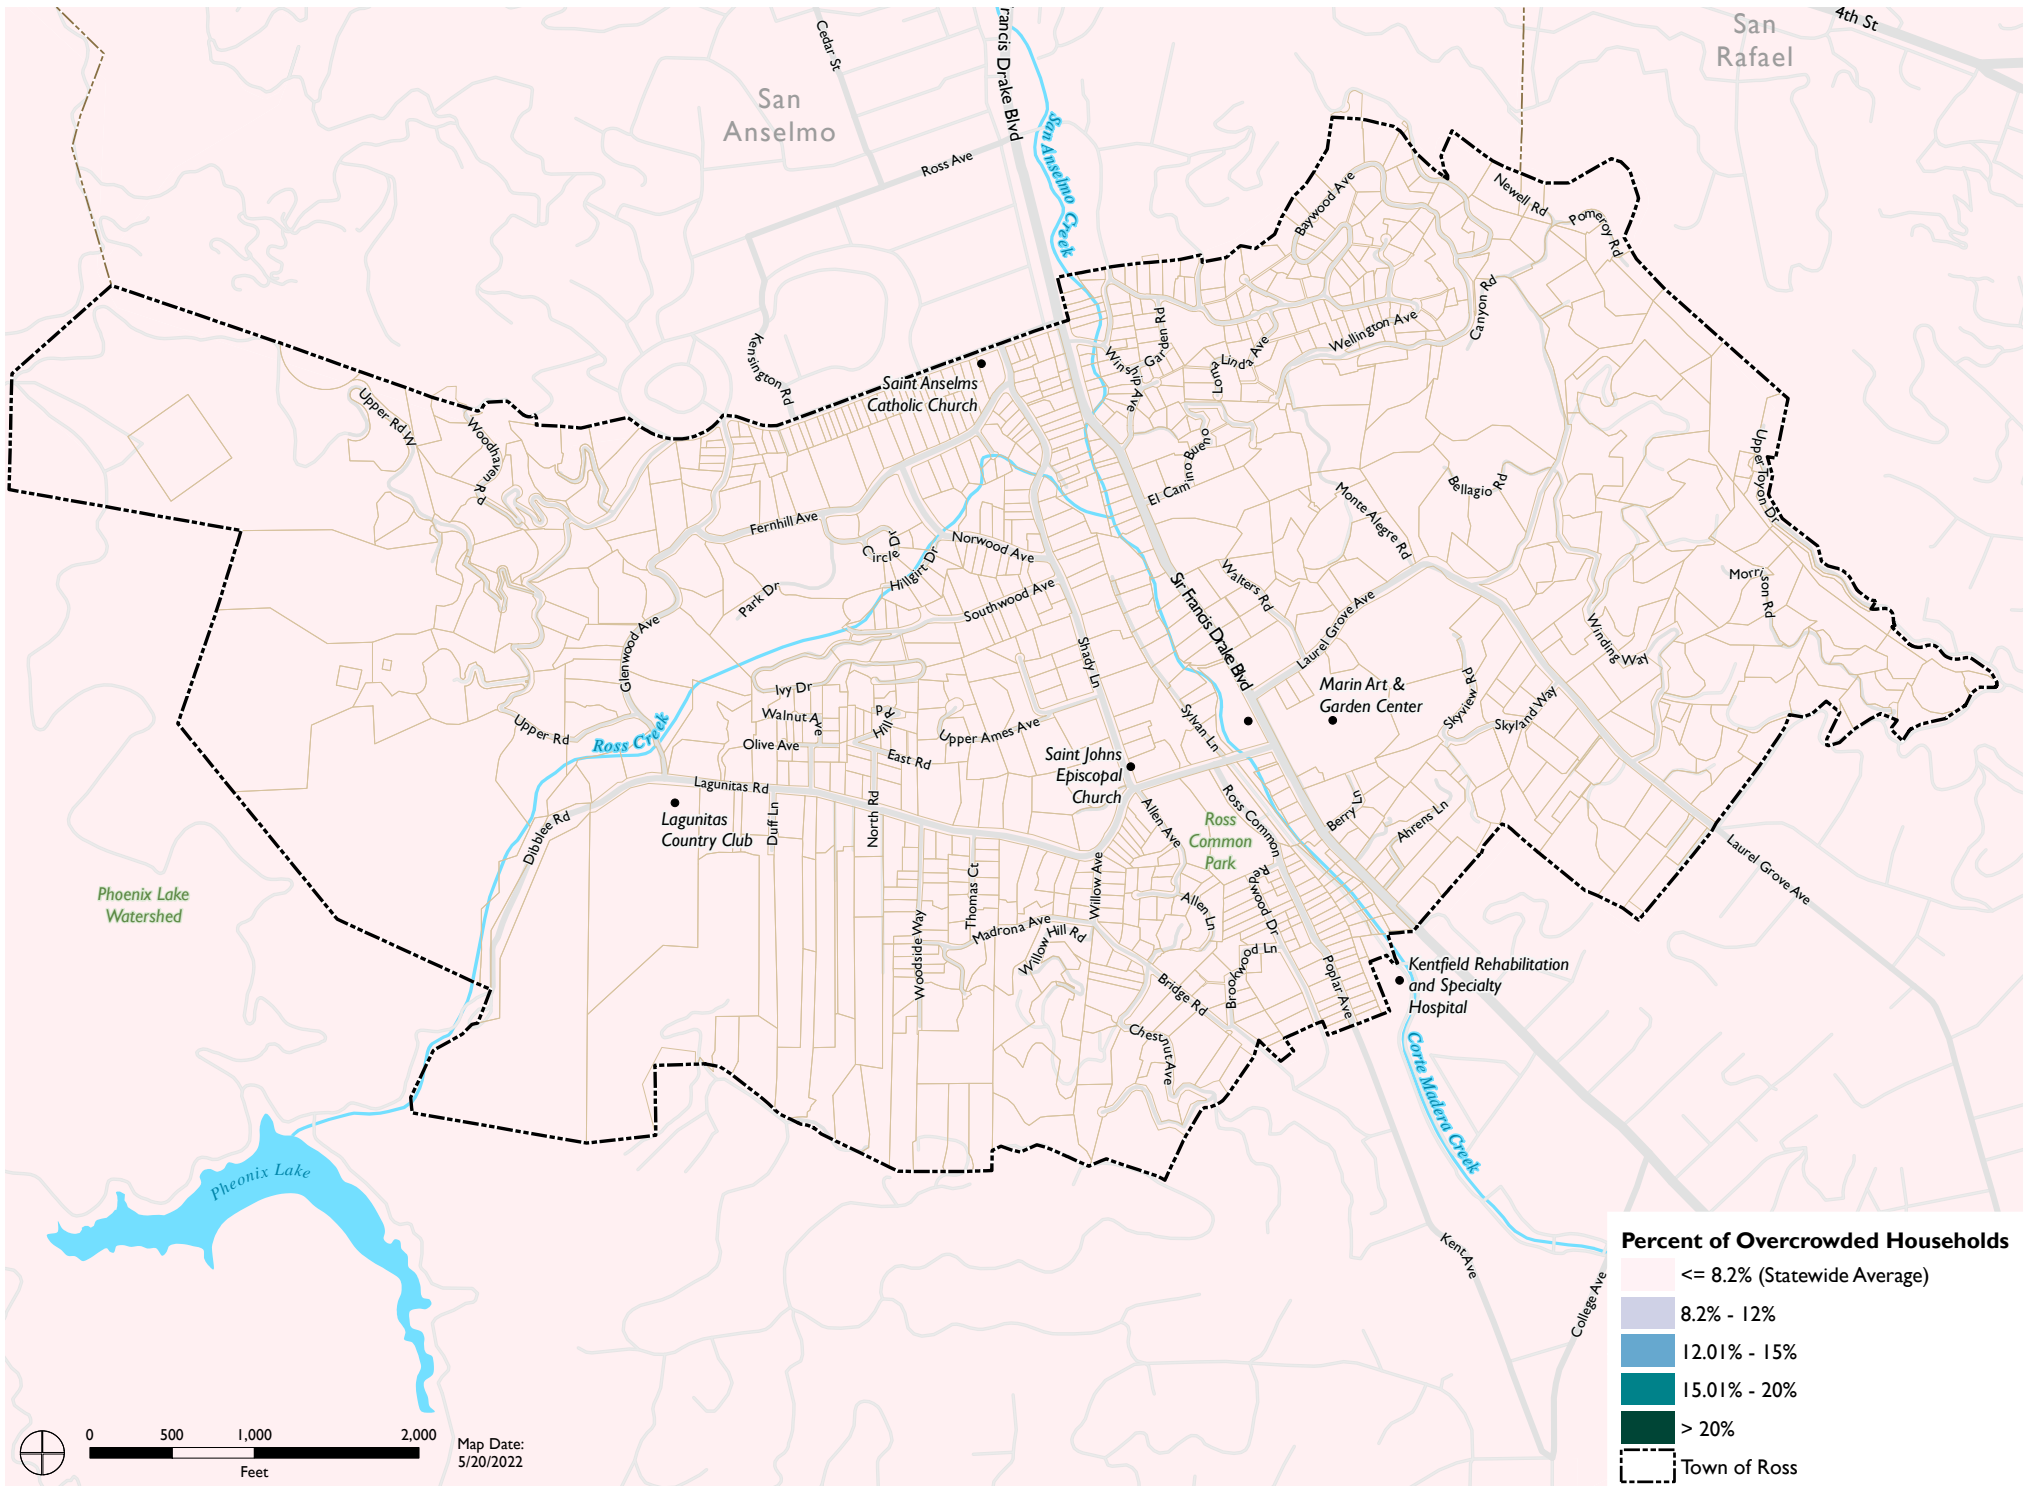 4th St
San
Rafael
Cedar St
rancis Drake Blvd
San
Anselmo
San Anselmo Creek
Ross Ave
Baywood Ave
Newell Rd
Pomeroy Rd
Canyon Rd
Garden Rd
Wellington Ave
Linda Ave
Loma
Winship Ave
Kensington Rd
Saint Anselms
Catholic Church
Upper Rd W
Woodhaven Rd
El Camino Bueno
Bellagio Rd
Upper Toyon Dr
Monte Alegre Rd
Fernhill Ave
Circle Dr
Norwood Ave
Hillgirt Dr
Park Dr
Southwood Ave
Walters Rd
Sir Francis Drake Blvd
Laurel Grove Ave
Morrison Rd
Winding Way
Glenwood Ave
Shady Ln
Ivy Dr
Walnut Ave
Hill Rd
Rd
Olive Ave
East Rd
Upper Ames Ave
Sylvan Ln
Marin Art &
Garden Center
Skyview Rd
Skyland Way
Upper Rd
Ross Creek
Saint Johns
Episcopal
Church
Lagunitas Rd
Lagunitas
Country Club
Duff Ln
North Rd
Dibblee Rd
Allen Ave
Ross Common
Ross
Common
Park
Berry Ln
Ahrens Ln
Laurel Grove Ave
Redwood Dr
Thomas Ct
Willow Ave
Allen Ln
Phoenix Lake
Watershed
Woodside Way
Madrona Ave
Willow Hill Rd
Brookwood Ln
Poplar Ave
Bridge Rd
Kentfield Rehabilitation
and Specialty
Hospital
Chestnut Ave
Corte Madera Creek
Pheonix Lake
Kent Ave
College Ave
Percent of Overcrowded Households
<= 8.2% (Statewide Average)
8.2% - 12%
12.01% - 15%
15.01% - 20%
> 20%
Town of Ross
0 500 1,000 2,000
Feet
Map Date:
5/20/2022